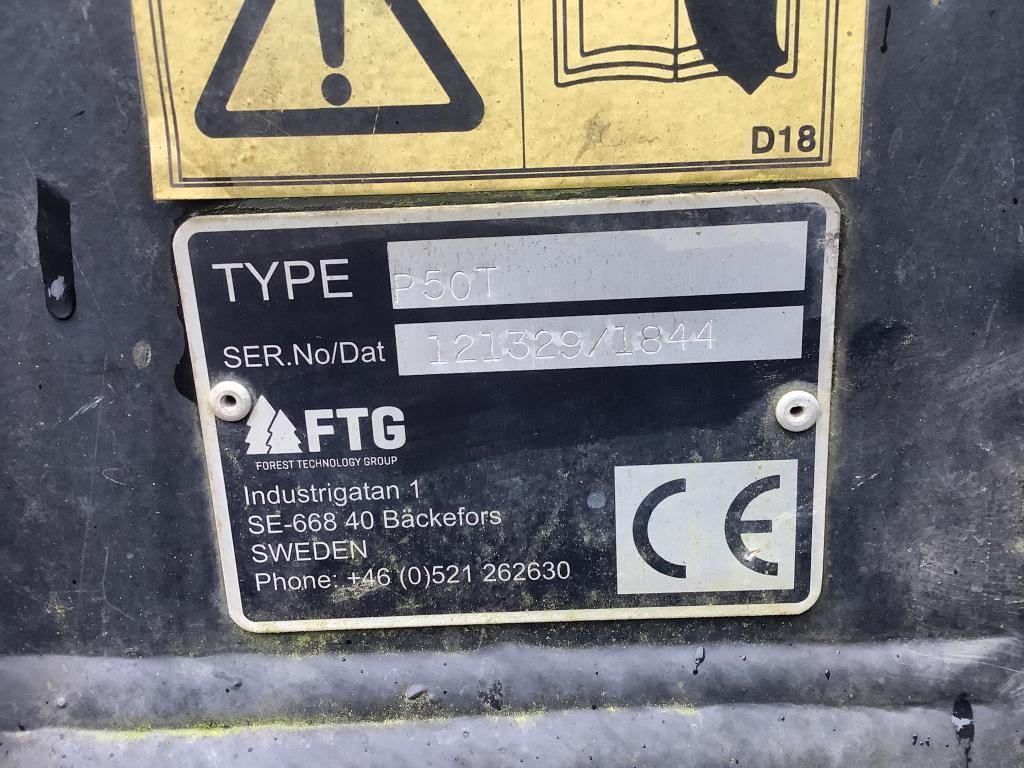 D18
TYPE P50T
SER.No/Dat 121329/1844
FTG
FOREST TECHNOLOGY GROUP
Industrigatan 1
SE-668 40 Bäckefors
SWEDEN
Phone: +46 (0)521 262630
CE